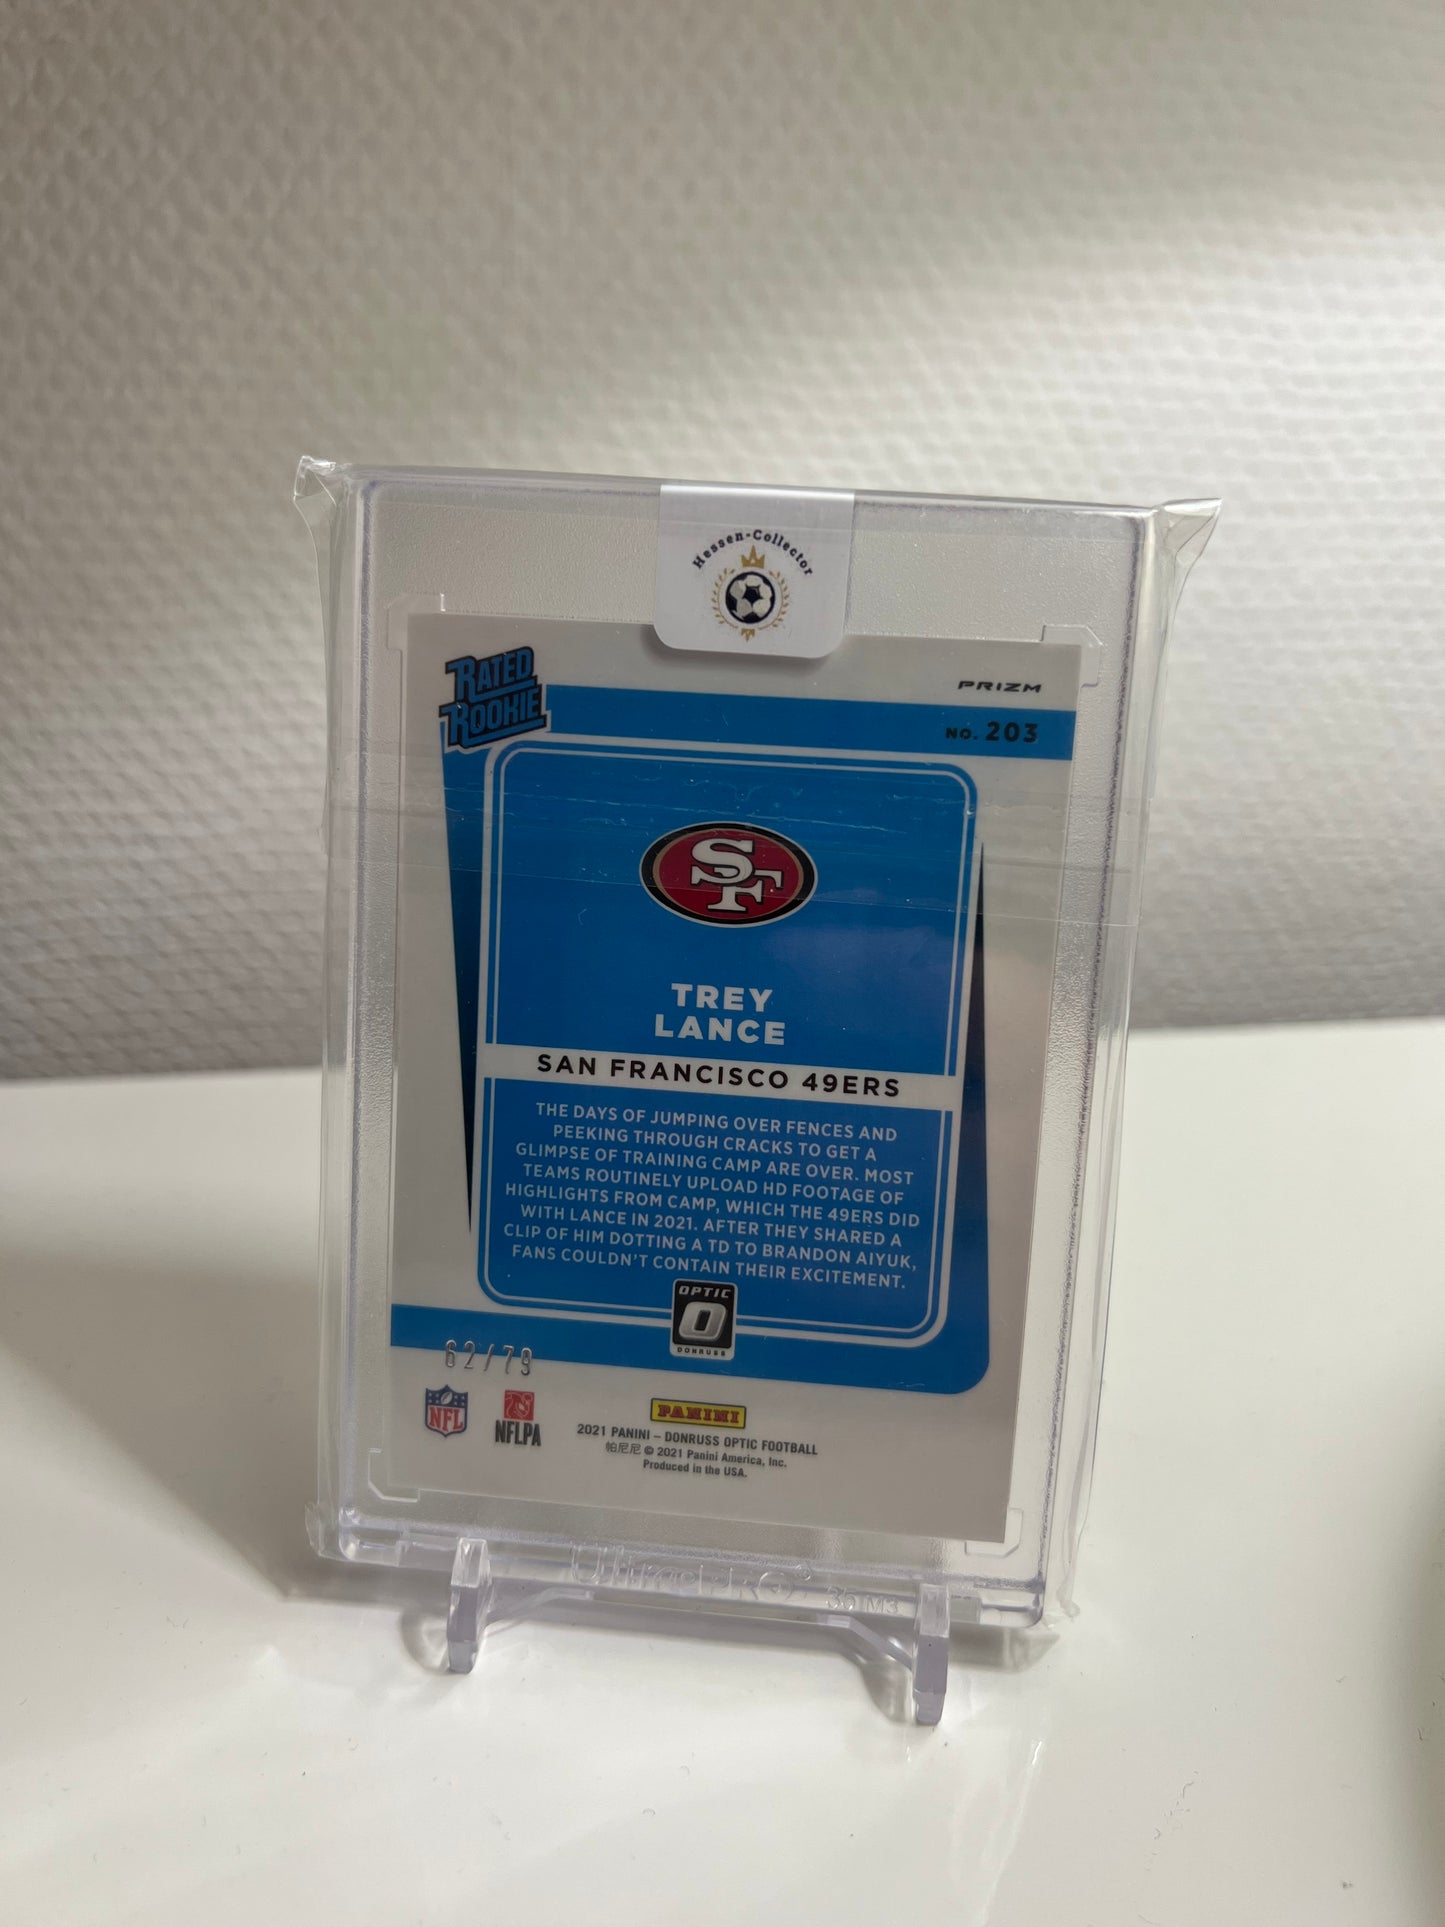 Hessen-Collector
RATED
ROOKIE
PRIZM
NO. 203
SF
TREY
LANCE
SAN FRANCISCO 49ERS
THE DAYS OF JUMPING OVER FENCES AND
PEEKING THROUGH CRACKS TO GET A
GLIMPSE OF TRAINING CAMP ARE OVER. MOST
TEAMS ROUTINELY UPLOAD HD FOOTAGE OF
HIGHLIGHTS FROM CAMP, WHICH THE 49ERS DID
WITH LANCE IN 2021. AFTER THEY SHARED A
CLIP OF HIM DOTTING A TD TO BRANDON AIYUK,
FANS COULDN'T CONTAIN THEIR EXCITEMENT.
OPTIC
O
DONRUSS
62/79
NFL
NFLPA
PANINI
2021 PANINI – DONRUSS OPTIC FOOTBALL
帕尼尼 © 2021 Panini America, Inc.
Produced in the USA.
Ultra PRO®